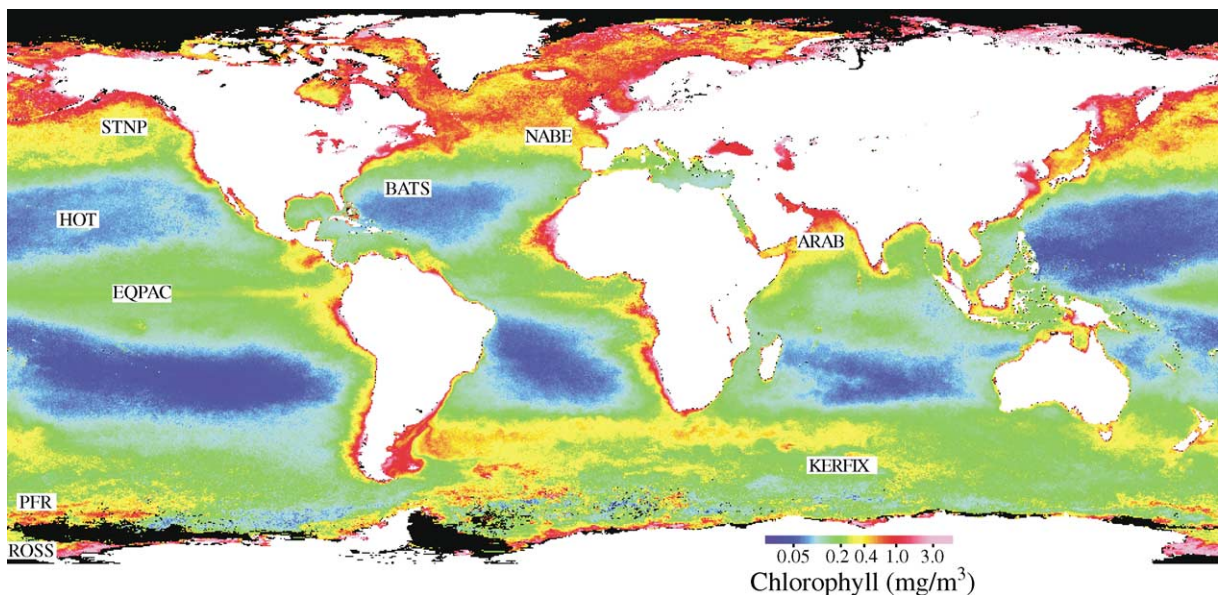 STNP
NABE
BATS
HOT
ARAB
EQPAC
KERFIX
PFR
ROSS
0.05 0.2 0.4 1.0 3.0
Chlorophyll (mg/m³)